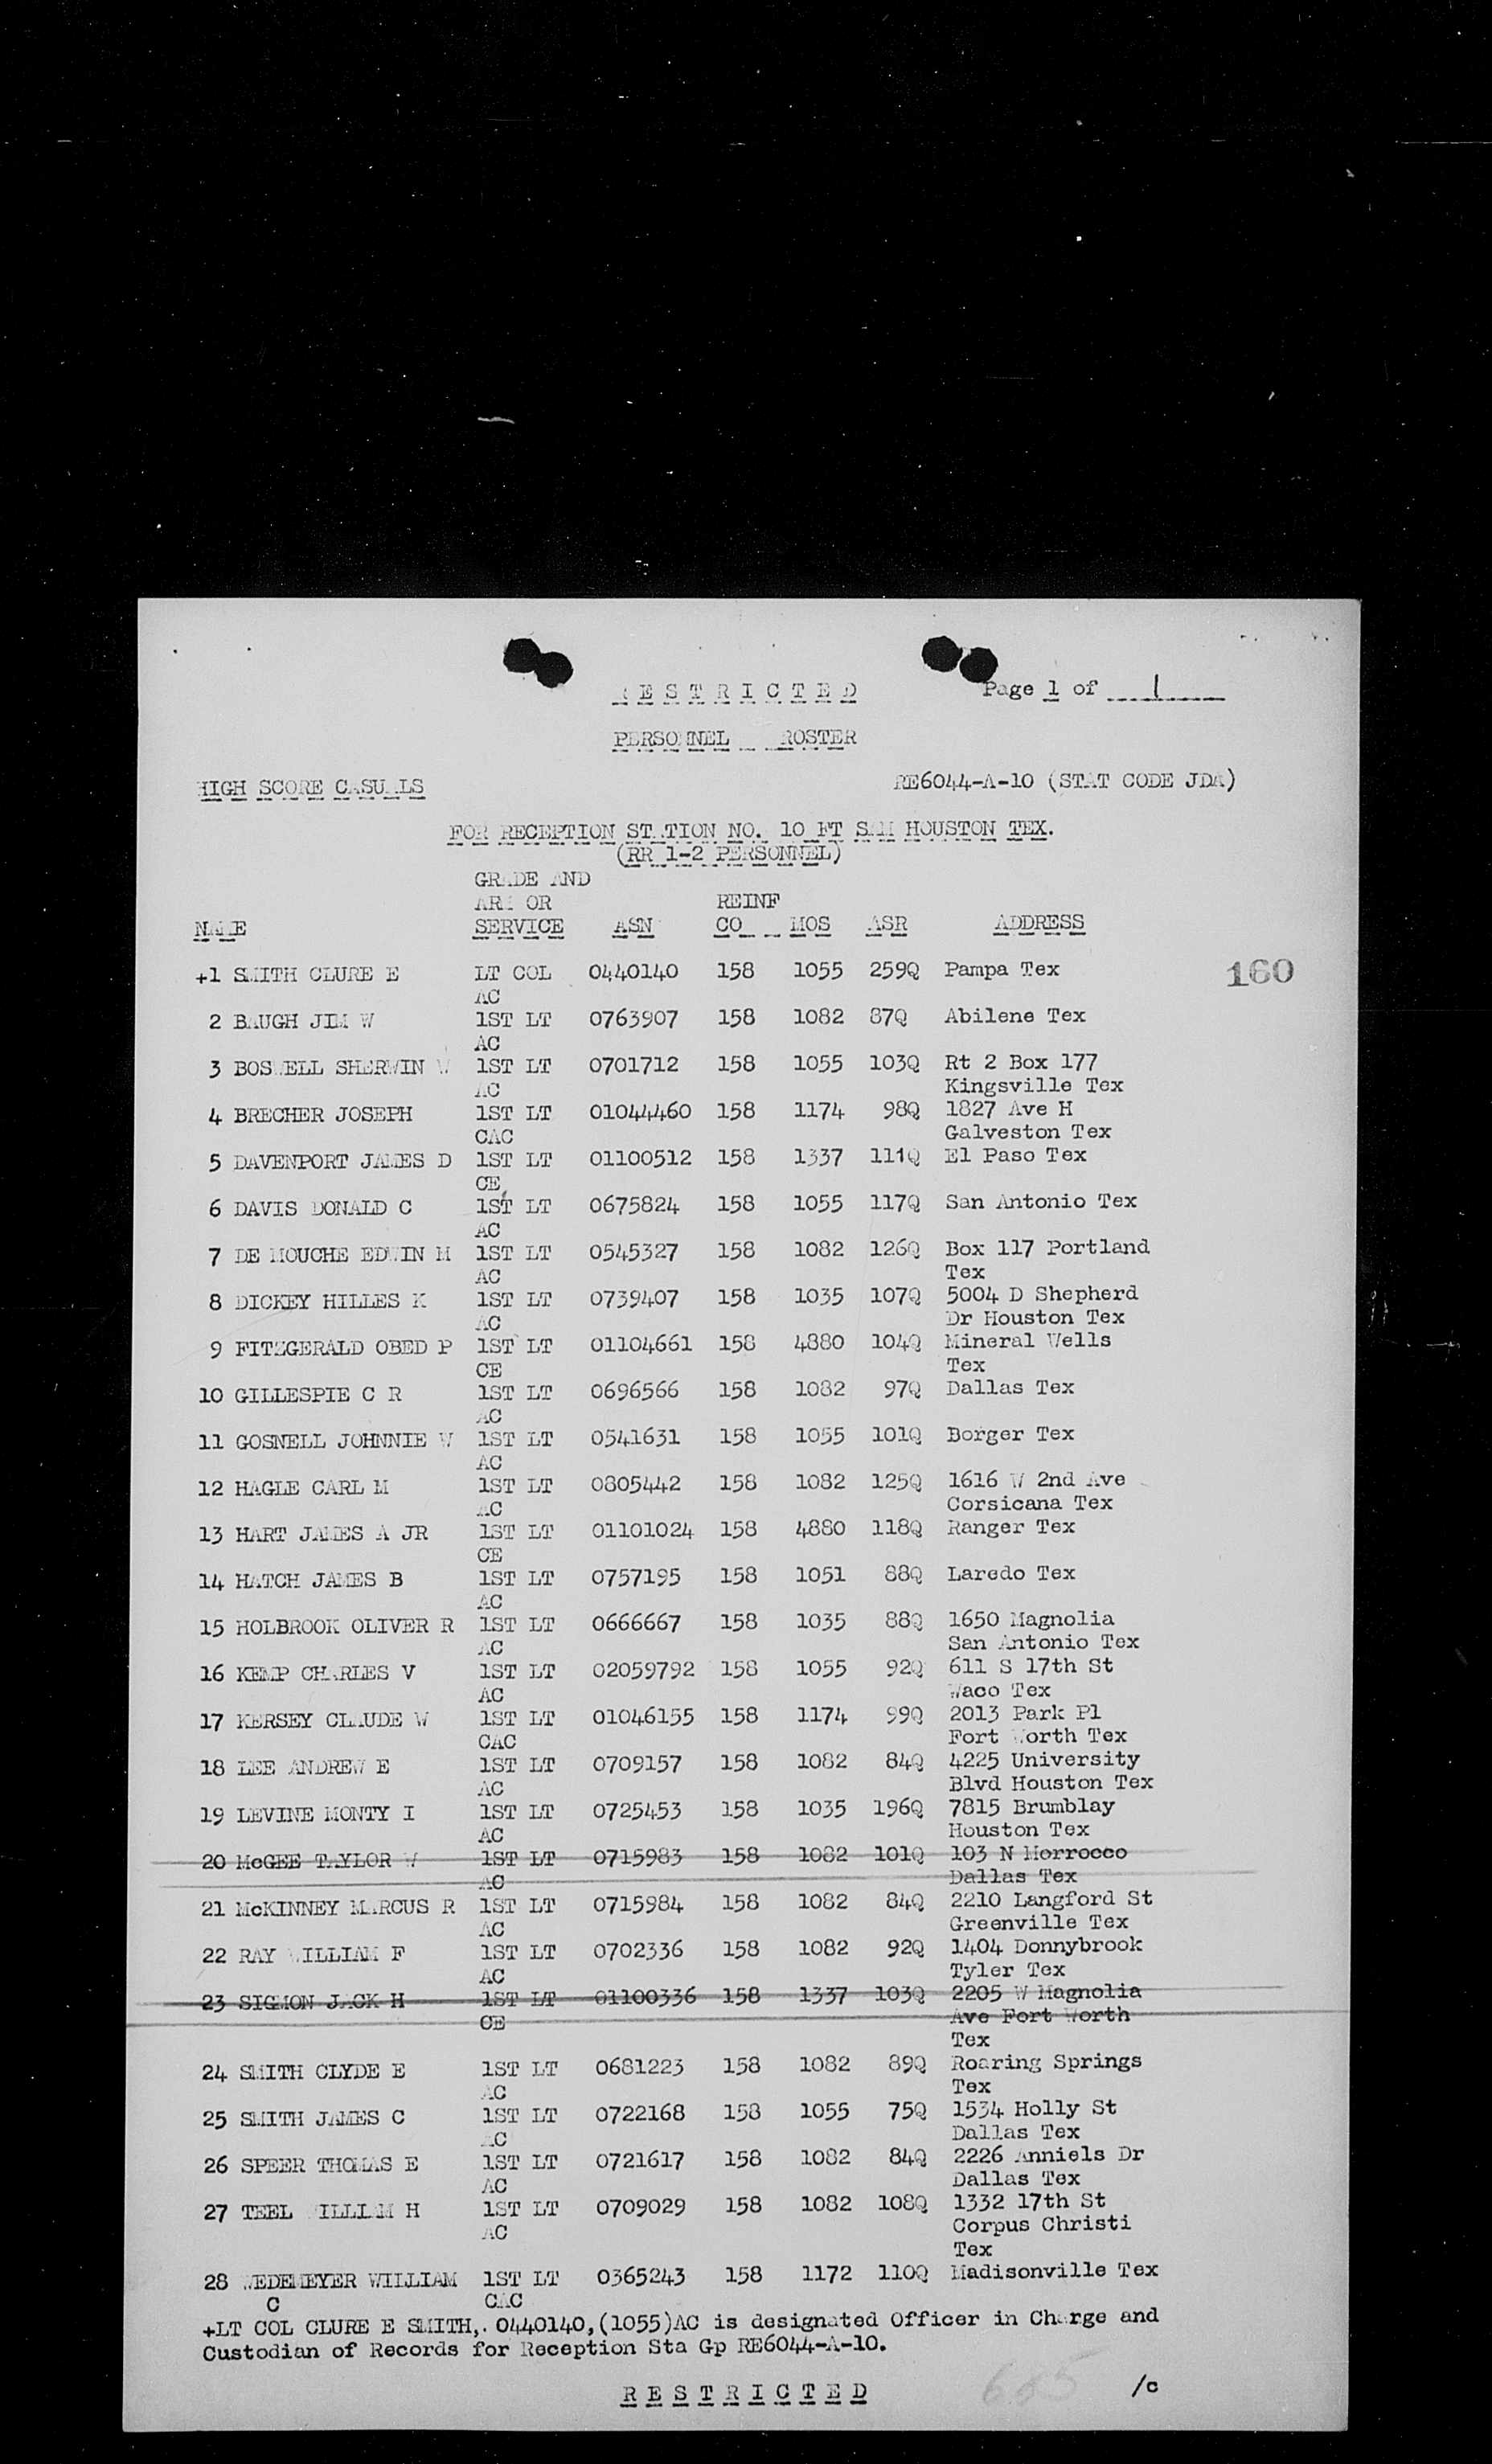 RESTRICTED Page 1 of 1
PERSONNEL ROSTER
HIGH SCORE CASUALS RE6044-A-10 (STAT CODE JDA)
FOR RECEPTION STATION NO. 10 FT SAM HOUSTON TEX.
(RR 1-2 PERSONNEL)
GRADE AND
ARM OR REINF
NAME SERVICE ASN CO MOS ASR ADDRESS
+1 SMITH CLURE E LT COL 0440140 158 1055 259Q Pampa Tex 160
AC
2 BAUGH JIM W 1ST LT 0763907 158 1082 87Q Abilene Tex
AC
3 BOSWELL SHERWIN W 1ST LT 0701712 158 1055 103Q Rt 2 Box 177
AC Kingsville Tex
4 BRECHER JOSEPH 1ST LT 01044460 158 1174 98Q 1827 Ave H
CAC Galveston Tex
5 DAVENPORT JAMES D 1ST LT 01100512 158 1337 111Q El Paso Tex
CE
6 DAVIS DONALD C 1ST LT 0675824 158 1055 117Q San Antonio Tex
AC
7 DE MOUCHE EDWIN M 1ST LT 0545327 158 1082 126Q Box 117 Portland
AC Tex
8 DICKEY HILLES K 1ST LT 0739407 158 1035 107Q 5004 D Shepherd
AC Dr Houston Tex
9 FITZGERALD OBED P 1ST LT 01104661 158 4880 104Q Mineral Wells
CE Tex
10 GILLESPIE C R 1ST LT 0696566 158 1082 97Q Dallas Tex
AC
11 GOSNELL JOHNNIE W 1ST LT 0541631 158 1055 101Q Borger Tex
AC
12 HAGLE CARL M 1ST LT 0805442 158 1082 125Q 1616 W 2nd Ave
AC Corsicana Tex
13 HART JAMES A JR 1ST LT 01101024 158 4880 118Q Ranger Tex
CE
14 HATCH JAMES B 1ST LT 0757195 158 1051 88Q Laredo Tex
AC
15 HOLBROOK OLIVER R 1ST LT 0666667 158 1035 88Q 1650 Magnolia
AC San Antonio Tex
16 KEMP CHARLES V 1ST LT 02059792 158 1055 92Q 611 S 17th St
AC Waco Tex
17 KERSEY CLAUDE W 1ST LT 01046155 158 1174 99Q 2013 Park Pl
CAC Fort Worth Tex
18 LEE ANDREW E 1ST LT 0709157 158 1082 84Q 4225 University
AC Blvd Houston Tex
19 LEVINE MONTY I 1ST LT 0725453 158 1035 196Q 7815 Brumblay
AC Houston Tex
20 McGEE TAYLOR W 1ST LT 0715983 158 1082 101Q 103 N Morrocco
AC Dallas Tex
21 McKINNEY MARCUS R 1ST LT 0715984 158 1082 84Q 2210 Langford St
AC Greenville Tex
22 RAY WILLIAM F 1ST LT 0702336 158 1082 92Q 1404 Donnybrook
AC Tyler Tex
23 SIGMON JACK H 1ST LT 01100336 158 1337 103Q 2205 W Magnolia
CE Ave Fort Worth
Tex
24 SMITH CLYDE E 1ST LT 0681223 158 1082 89Q Roaring Springs
AC Tex
25 SMITH JAMES C 1ST LT 0722168 158 1055 75Q 1534 Holly St
AC Dallas Tex
26 SPEER THOMAS E 1ST LT 0721617 158 1082 84Q 2226 Anniels Dr
AC Dallas Tex
27 TEEL WILLIAM H 1ST LT 0709029 158 1082 108Q 1332 17th St
AC Corpus Christi
Tex
28 WEDEMEYER WILLIAM 1ST LT 0365243 158 1172 110Q Madisonville Tex
C CAC
+LT COL CLURE E SMITH,. 0440140,(1055)AC is designated Officer in Charge and
Custodian of Records for Reception Sta Gp RE6044-A-10.
RESTRICTED /c